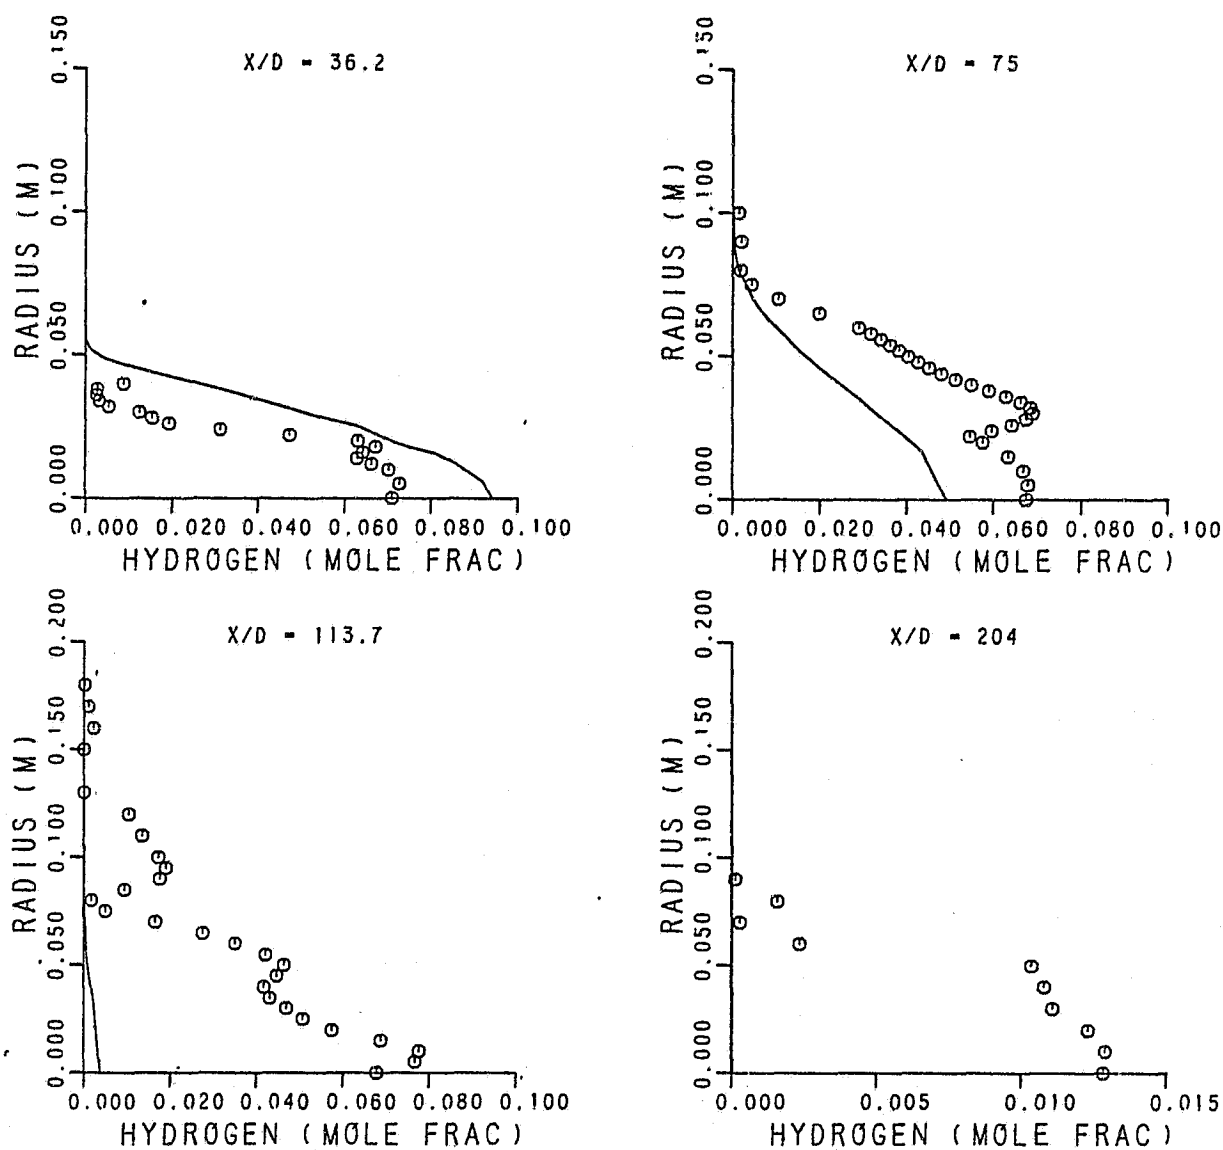 X/D = 36.2
RADIUS (M)
0.150
0.100
0.050
0.000
0.000 0.020 0.040 0.060 0.080 0.100
HYDROGEN (MOLE FRAC)
X/D = 75
RADIUS (M)
0.150
0.100
0.050
0.000
0.000 0.020 0.040 0.060 0.080 0.100
HYDROGEN (MOLE FRAC)
X/D = 113.7
RADIUS (M)
0.200
0.150
0.100
0.050
0.000
0.000 0.020 0.040 0.060 0.080 0.100
HYDROGEN (MOLE FRAC)
X/D = 204
RADIUS (M)
0.200
0.150
0.100
0.050
0.000
0.000 0.005 0.010 0.015
HYDROGEN (MOLE FRAC)